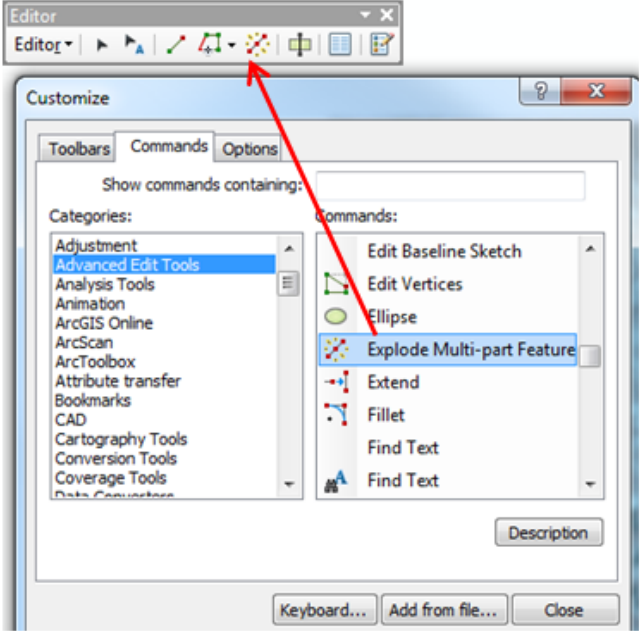 Editor
Editor
Customize
Toolbars Commands Options
Show commands containing:
Categories:
Commands:
Adjustment
Advanced Edit Tools
Analysis Tools
Animation
ArcGIS Online
ArcScan
ArcToolbox
Attribute transfer
Bookmarks
CAD
Cartography Tools
Conversion Tools
Coverage Tools
Data Converters
Edit Baseline Sketch
Edit Vertices
Ellipse
Explode Multi-part Feature
Extend
Fillet
Find Text
Find Text
Description
Keyboard... Add from file... Close